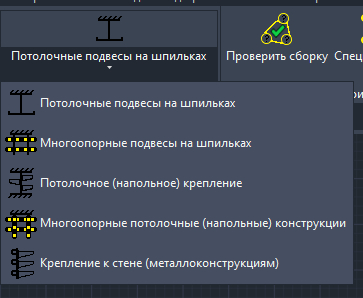 Потолочные подвесы на шпильках
Проверить сборку
Спец
Потолочные подвесы на шпильках
Многоопорные подвесы на шпильках
Потолочное (напольное) крепление
Многоопорные потолочные (напольные) конструкции
Крепление к стене (металлоконструкциям)